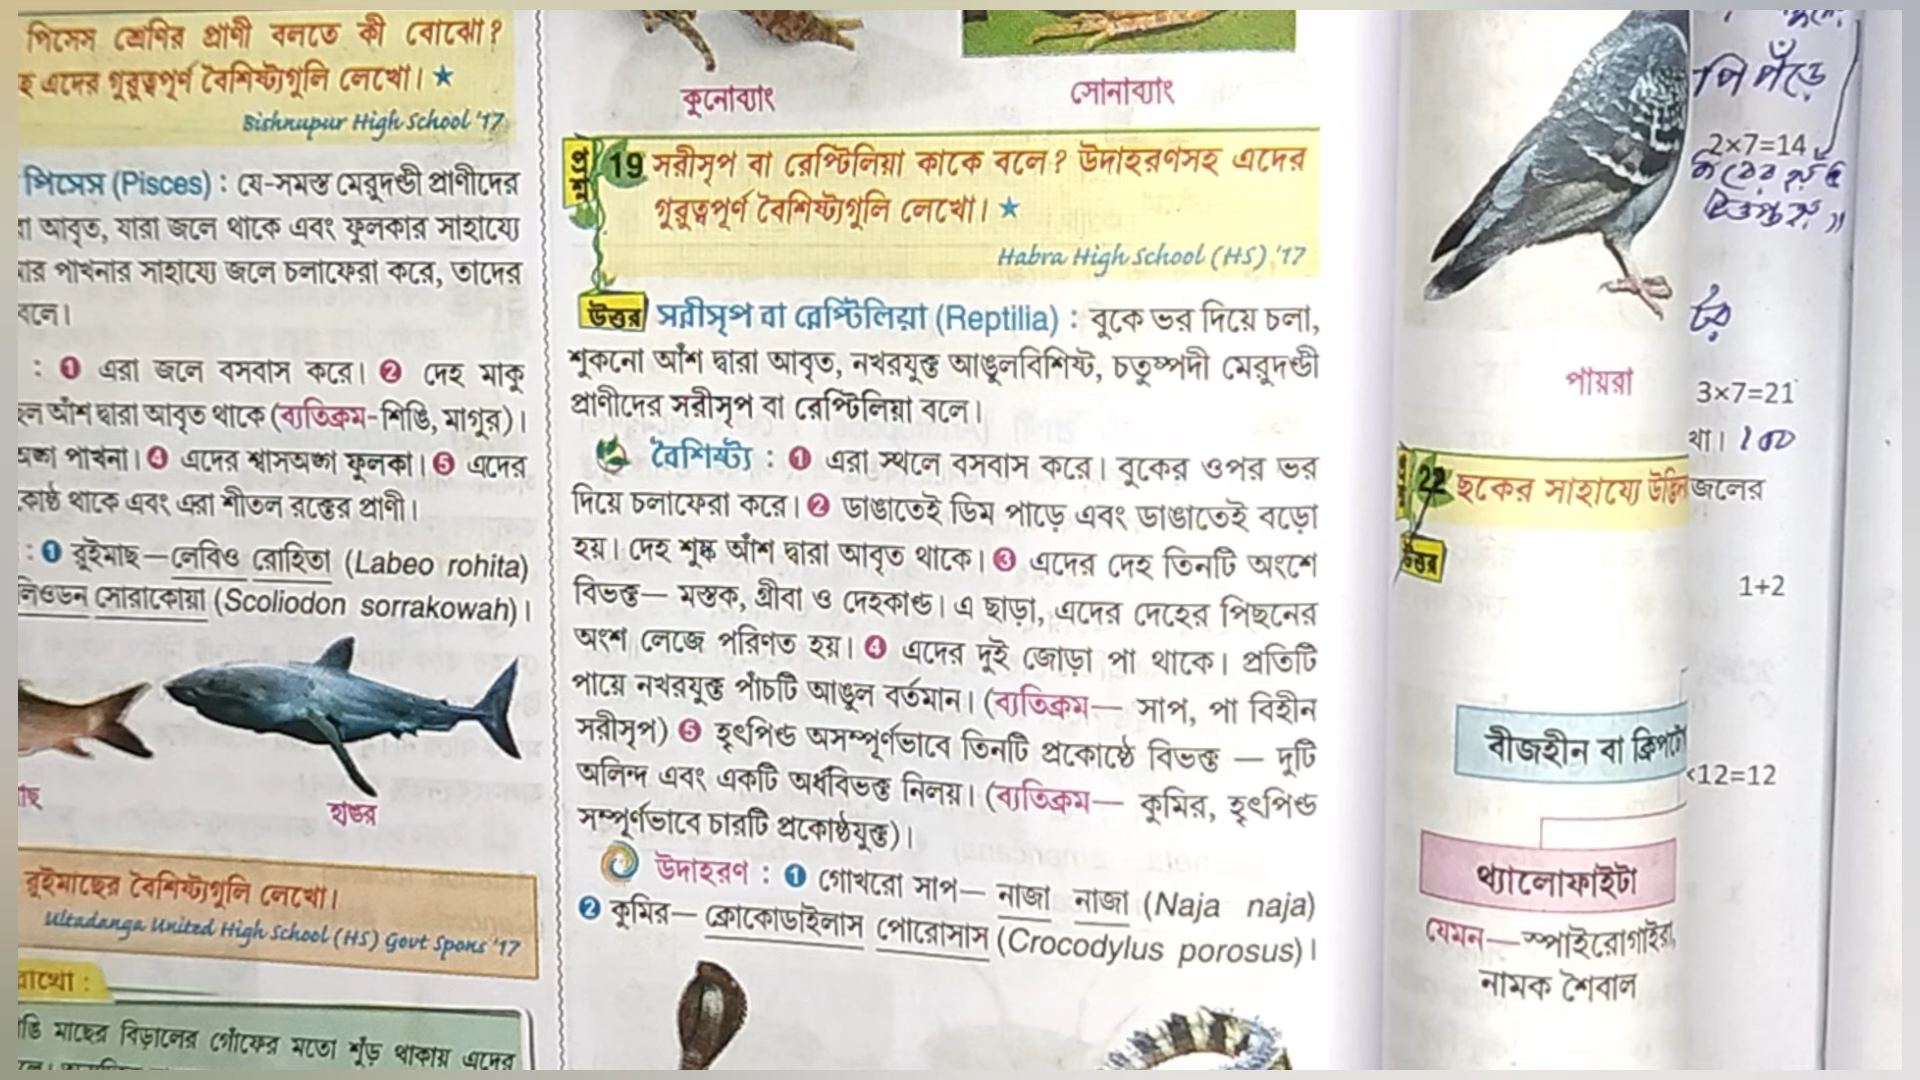 পিসেস শ্রেণির প্রাণী বলতে কী বোঝো?
এদের গুরুত্বপূর্ণ বৈশিষ্ট্যগুলি লেখো। ★
Bishnupur High School '17
পিসেস (Pisces) : যে-সমস্ত মেরুদণ্ডী প্রাণীদের
আবৃত, যারা জলে থাকে এবং ফুলকার সাহায্যে
আর পাখনার সাহায্যে জলে চলাফেরা করে, তাদের
বলে।
: ❶ এরা জলে বসবাস করে। ❷ দেহ মাকু
আঁশ দ্বারা আবৃত থাকে (ব্যতিক্রম-শিঙি, মাগুর)।
পাখনা। ❹ এদের শ্বাসঅঙ্গ ফুলকা। ❺ এদের
থাকে এবং এরা শীতল রক্তের প্রাণী।
: ❶ রুইমাছ—লেবিও রোহিতা (Labeo rohita)
সোরাকোয়া (Scoliodon sorrakowah)।
হাঙর
রুইমাছের বৈশিষ্ট্যগুলি লেখো।
Ultadanga United High School (HS) Govt Spons '17
মাছের বিড়ালের গোঁফের মতো শুঁড় থাকায় এদের
কুনোব্যাং
সোনাব্যাং
প্রশ্ন 19 সরীসৃপ বা রেপ্টিলিয়া কাকে বলে? উদাহরণসহ এদের
গুরুত্বপূর্ণ বৈশিষ্ট্যগুলি লেখো। ★
Habra High School (HS) '17
উত্তর সরীসৃপ বা রেপ্টিলিয়া (Reptilia) : বুকে ভর দিয়ে চলা,
শুকনো আঁশ দ্বারা আবৃত, নখরযুক্ত আঙুলবিশিষ্ট, চতুষ্পদী মেরুদণ্ডী
প্রাণীদের সরীসৃপ বা রেপ্টিলিয়া বলে।
বৈশিষ্ট্য : ❶ এরা স্থলে বসবাস করে। বুকের ওপর ভর
দিয়ে চলাফেরা করে। ❷ ডাঙাতেই ডিম পাড়ে এবং ডাঙাতেই বড়ো
হয়। দেহ শুষ্ক আঁশ দ্বারা আবৃত থাকে। ❸ এদের দেহ তিনটি অংশে
বিভক্ত— মস্তক, গ্রীবা ও দেহকাণ্ড। এ ছাড়া, এদের দেহের পিছনের
অংশ লেজে পরিণত হয়। ❹ এদের দুই জোড়া পা থাকে। প্রতিটি
পায়ে নখরযুক্ত পাঁচটি আঙুল বর্তমান। (ব্যতিক্রম— সাপ, পা বিহীন
সরীসৃপ) ❺ হৃৎপিণ্ড অসম্পূর্ণভাবে তিনটি প্রকোষ্ঠে বিভক্ত — দুটি
অলিন্দ এবং একটি অর্ধবিভক্ত নিলয়। (ব্যতিক্রম— কুমির, হৃৎপিণ্ড
সম্পূর্ণভাবে চারটি প্রকোষ্ঠযুক্ত)।
উদাহরণ : ❶ গোখরো সাপ— নাজা নাজা (Naja naja)
❷ কুমির— ক্রোকোডাইলাস পোরোসাস (Crocodylus porosus)।
পায়রা
22 ছকের সাহায্যে
উত্তর
বীজহীন বা
থ্যালোফাইটা
যেমন—স্পাইরোগাইরা,
নামক শৈবাল
পিঁপড়ে
2×7=14
3×7=21
থা। 100
জলের
1+2
12=12